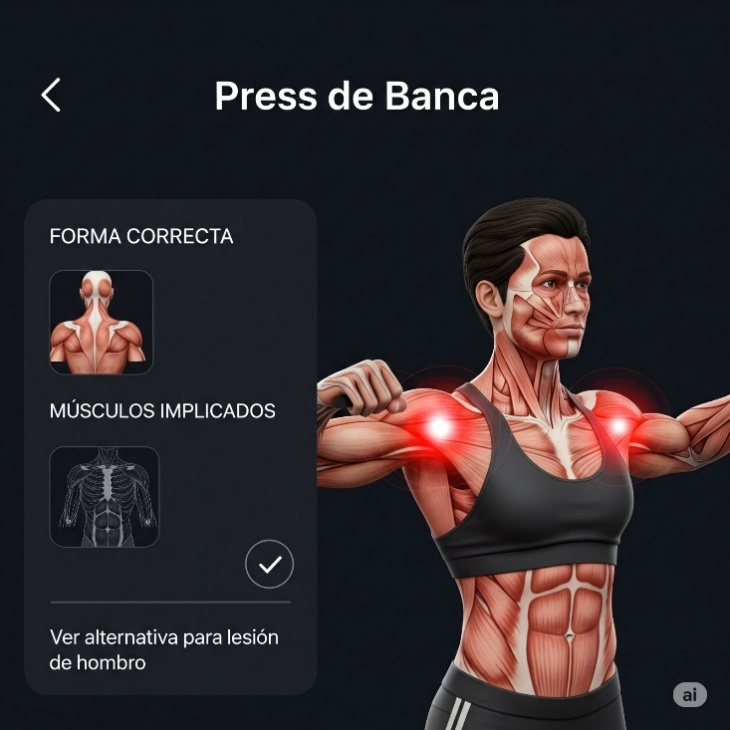 Press de Banca
FORMA CORRECTA
MÚSCULOS IMPLICADOS
Ver alternativa para lesión
de hombro
ai